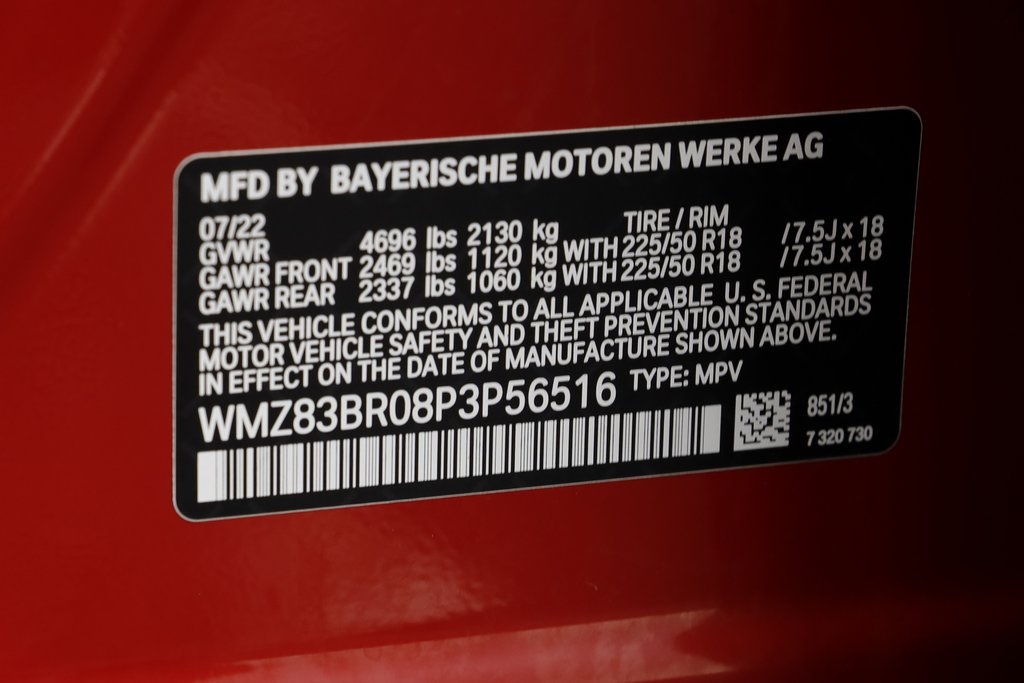 MFD BY BAYERISCHE MOTOREN WERKE AG
07/22 TIRE / RIM
GVWR 4696 lbs 2130 kg
GAWR FRONT 2469 lbs 1120 kg WITH 225/50 R18 /7.5J x 18
GAWR REAR 2337 lbs 1060 kg WITH 225/50 R18 /7.5J x 18
THIS VEHICLE CONFORMS TO ALL APPLICABLE U. S. FEDERAL
MOTOR VEHICLE SAFETY AND THEFT PREVENTION STANDARDS
IN EFFECT ON THE DATE OF MANUFACTURE SHOWN ABOVE.
WMZ83BR08P3P56516 TYPE: MPV
851/3
7 320 730